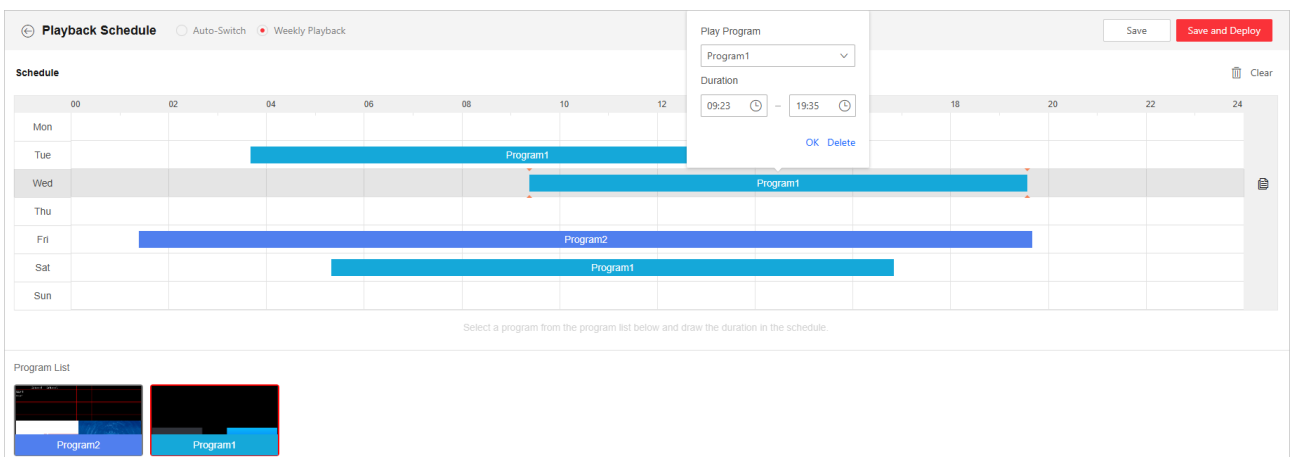 Playback Schedule Auto-Switch Weekly Playback Save Save and Deploy
Play Program
Program1
Duration
09:23 – 19:35
OK Delete
Schedule Clear
00 02 04 06 08 10 12 18 20 22 24
Mon
Tue Program1
Wed Program1
Thu
Fri Program2
Sat Program1
Sun
Select a program from the program list below and draw the duration in the schedule.
Program List
Program2 Program1